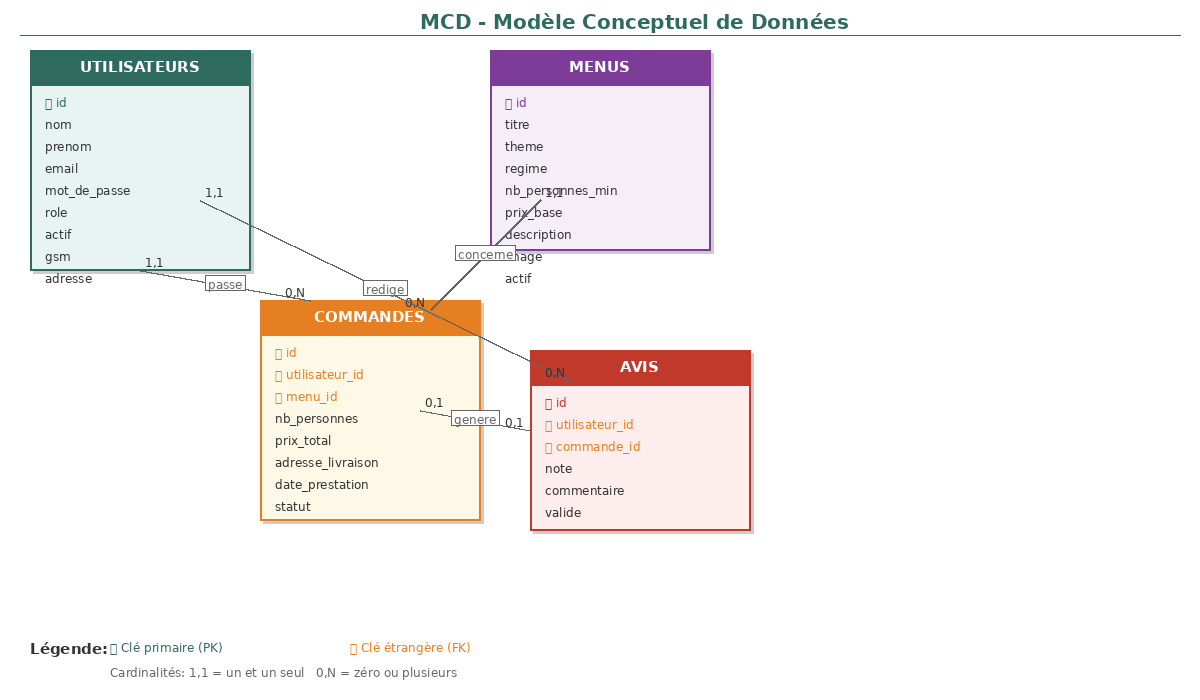 MCD - Modèle Conceptuel de Données
UTILISATEURS
id
nom
prenom
email
mot_de_passe
role
actif
gsm
adresse
MENUS
id
titre
theme
regime
nb_personnes_min
prix_base
description
image
actif
1,1
1,1
1,1
passe
0,N
redige
0,N
concerne
COMMANDES
id
utilisateur_id
menu_id
nb_personnes
prix_total
adresse_livraison
date_prestation
statut
0,1
genere
0,1
0,N
AVIS
id
utilisateur_id
commande_id
note
commentaire
valide
Légende: Clé primaire (PK) Clé étrangère (FK)
Cardinalités: 1,1 = un et un seul 0,N = zéro ou plusieurs